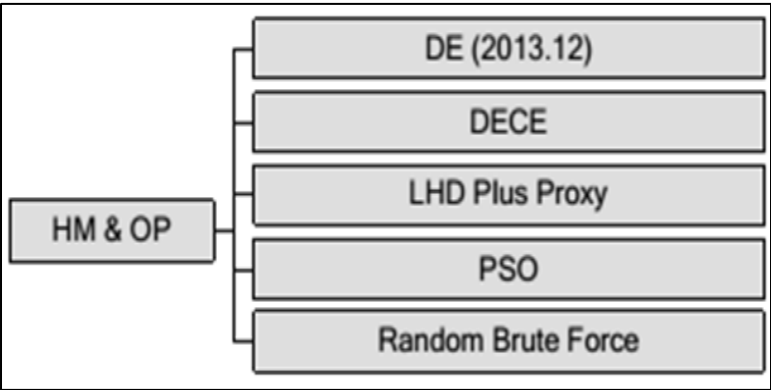 DE (2013.12)
DECE
LHD Plus Proxy
HM & OP
PSO
Random Brute Force